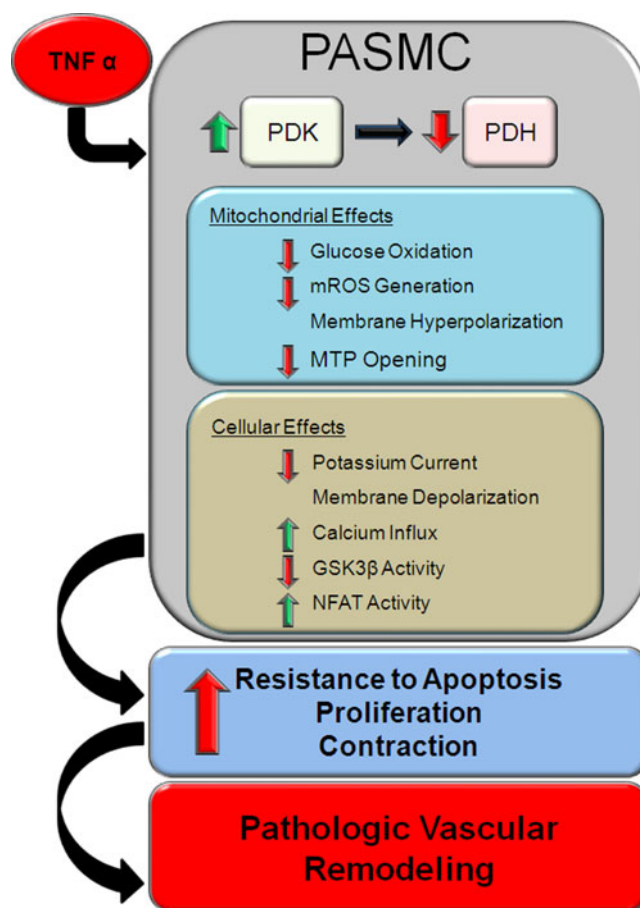 TNF α
PASMC
PDK
PDH
Mitochondrial Effects
Glucose Oxidation
mROS Generation
Membrane Hyperpolarization
MTP Opening
Cellular Effects
Potassium Current
Membrane Depolarization
Calcium Influx
GSK3β Activity
NFAT Activity
Resistance to Apoptosis
Proliferation
Contraction
Pathologic Vascular
Remodeling